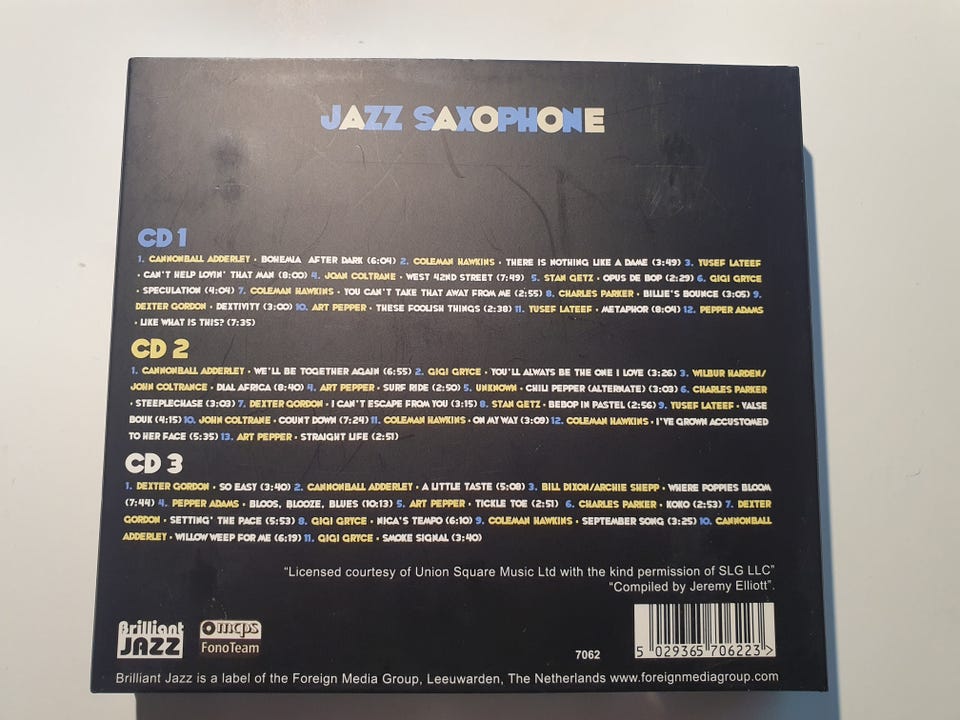 JAZZ SAXOPHONE
CD 1
1. CANNONBALL ADDERLEY • BOHEMIA AFTER DARK (6:04) 2. COLEMAN HAWKINS • THERE IS NOTHING LIKE A DAME (3:49) 3. YUSEF LATEEF
• CAN'T HELP LOVIN' THAT MAN (8:00) 4. JOAN COLTRANE • WEST 42ND STREET (7:49) 5. STAN GETZ • OPUS DE BOP (2:29) 6. GIGI GRYCE
• SPECULATION (4:04) 7. COLEMAN HAWKINS • YOU CAN'T TAKE THAT AWAY FROM ME (2:55) 8. CHARLES PARKER • BILLIE'S BOUNCE (3:05) 9.
DEXTER GORDON • DEXTIVITY (3:00) 10. ART PEPPER • THESE FOOLISH THINGS (2:38) 11. YUSEF LATEEF • METAPHOR (8:04) 12. PEPPER ADAMS
• LIKE WHAT IS THIS? (7:35)
CD 2
1. CANNONBALL ADDERLEY • WE'LL BE TOGETHER AGAIN (6:55) 2. GIGI GRYCE • YOU'LL ALWAYS BE THE ONE I LOVE (3:26) 3. WILBUR HARDEN/
JOHN COLTRANCE • DIAL AFRICA (8:40) 4. ART PEPPER • SURF RIDE (2:50) 5. UNKNOWN • CHILI PEPPER (ALTERNATE) (3:03) 6. CHARLES PARKER
• STEEPLECHASE (3:03) 7. DEXTER GORDON • I CAN'T ESCAPE FROM YOU (3:15) 8. STAN GETZ • BEBOP IN PASTEL (2:56) 9. YUSEF LATEEF • VALSE
BOUK (4:15) 10. JOHN COLTRANE • COUNT DOWN (7:24) 11. COLEMAN HAWKINS • ON MY WAY (3:09) 12. COLEMAN HAWKINS • I'VE GROWN ACCUSTOMED
TO HER FACE (5:35) 13. ART PEPPER • STRAIGHT LIFE (2:51)
CD 3
1. DEXTER GORDON • SO EASY (3:40) 2. CANNONBALL ADDERLEY • A LITTLE TASTE (5:08) 3. BILL DIXON/ARCHIE SHEPP • WHERE POPPIES BLOOM
(7:44) 4. PEPPER ADAMS • BLOOS, BLOOZE, BLUES (10:13) 5. ART PEPPER • TICKLE TOE (2:51) 6. CHARLES PARKER • KOKO (2:53) 7. DEXTER
GORDON • SETTING' THE PACE (5:53) 8. GIGI GRYCE • NICA'S TEMPO (6:10) 9. COLEMAN HAWKINS • SEPTEMBER SONG (3:25) 10. CANNONBALL
ADDERLEY • WILLOW WEEP FOR ME (6:19) 11. GIGI GRYCE • SMOKE SIGNAL (3:40)
"Licensed courtesy of Union Square Music Ltd with the kind permission of SLG LLC"
"Compiled by Jeremy Elliott".
Brilliant
JAZZ
mcps
FonoTeam
7062
5 029365 706223 >
Brilliant Jazz is a label of the Foreign Media Group, Leeuwarden, The Netherlands www.foreignmediagroup.com